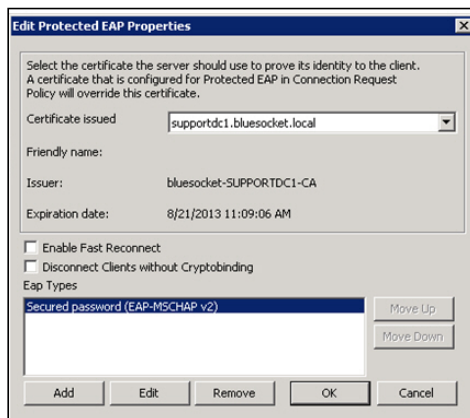 Edit Protected EAP Properties
Select the certificate the server should use to prove its identity to the client.
A certificate that is configured for Protected EAP in Connection Request
Policy will override this certificate.
Certificate issued
supportdc1.bluesocket.local
Friendly name:
Issuer:
bluesocket-SUPPORTDC1-CA
Expiration date:
8/21/2013 11:09:06 AM
Enable Fast Reconnect
Disconnect Clients without Cryptobinding
Eap Types
Secured password (EAP-MSCHAP v2)
Move Up
Move Down
Add
Edit
Remove
OK
Cancel